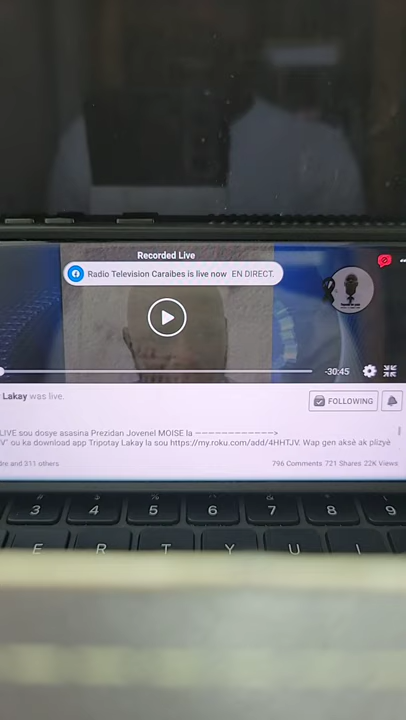 Recorded Live
Radio Television Caraibes is live now EN DIRECT.
-30:45
Lakay was live.
FOLLOWING
LIVE sou dosye asasina Prezidan Jovenel MOISE la ————————————>
V" ou ka download app Tripotay Lakay la sou https://my.roku.com/add/4HHTJV. Wap gen aksè ak plizyè
and 311 others
796 Comments 721 Shares 22K Views
3 4 5 6 7 8 9
E R T Y U I